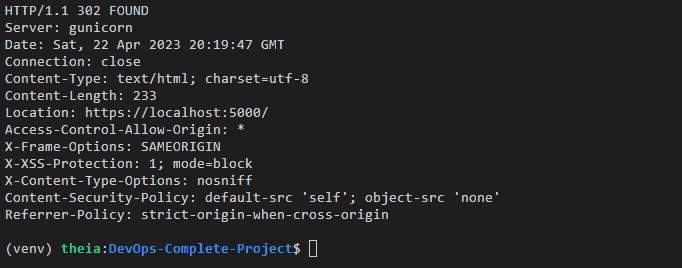 HTTP/1.1 302 FOUND
Server: gunicorn
Date: Sat, 22 Apr 2023 20:19:47 GMT
Connection: close
Content-Type: text/html; charset=utf-8
Content-Length: 233
Location: https://localhost:5000/
Access-Control-Allow-Origin: *
X-Frame-Options: SAMEORIGIN
X-XSS-Protection: 1; mode=block
X-Content-Type-Options: nosniff
Content-Security-Policy: default-src 'self'; object-src 'none'
Referrer-Policy: strict-origin-when-cross-origin
(venv) theia:DevOps-Complete-Project$